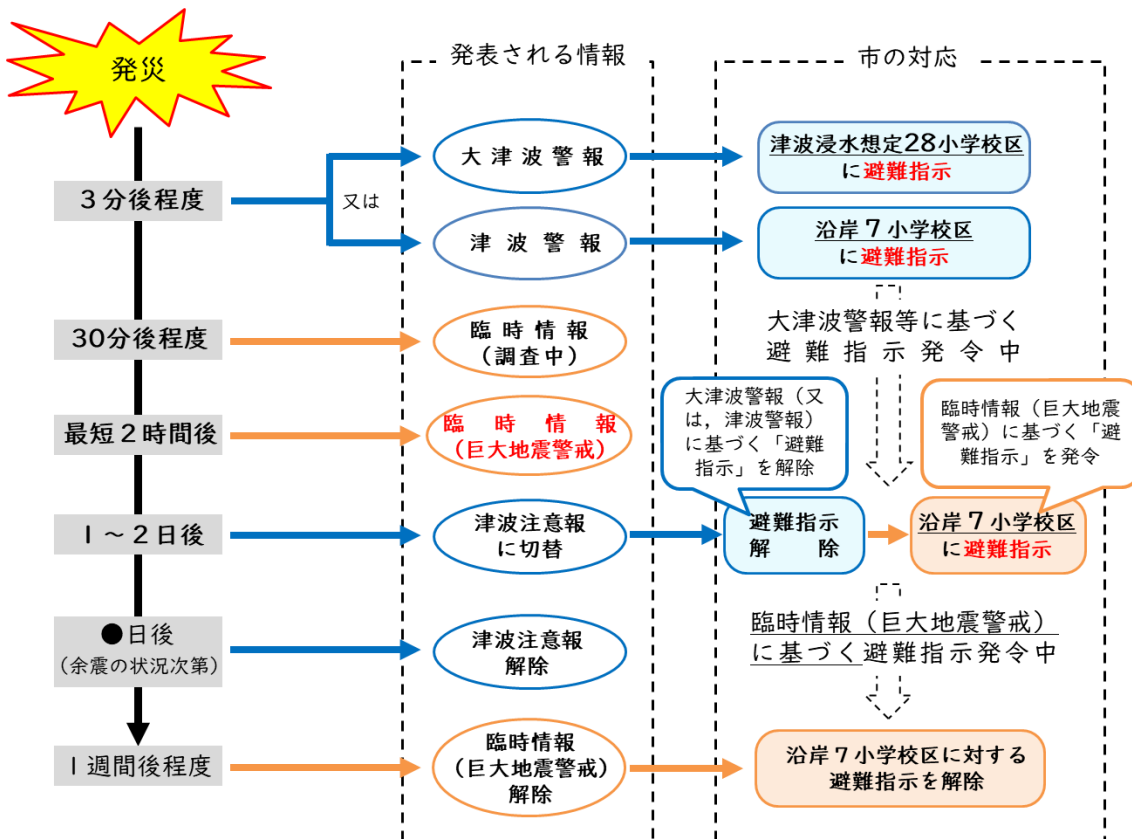 発災
発表される情報
市の対応
3分後程度
又は
大津波警報
津波浸水想定28小学校区
に避難指示
津波警報
沿岸7小学校区
に避難指示
30分後程度
臨時情報
(調査中)
大津波警報等に基づく
避難指示発令中
最短2時間後
臨時情報
(巨大地震警戒)
大津波警報（又
は，津波警報）
に基づく「避難
指示」を解除
臨時情報（巨大地震
警戒）に基づく「避
難指示」を発令
1～2日後
津波注意報
に切替
避難指示
解除
沿岸7小学校区
に避難指示
●日後
(余震の状況次第)
津波注意報
解除
臨時情報（巨大地震警戒）
に基づく避難指示発令中
1週間後程度
臨時情報
(巨大地震警戒)
解除
沿岸7小学校区に対する
避難指示を解除